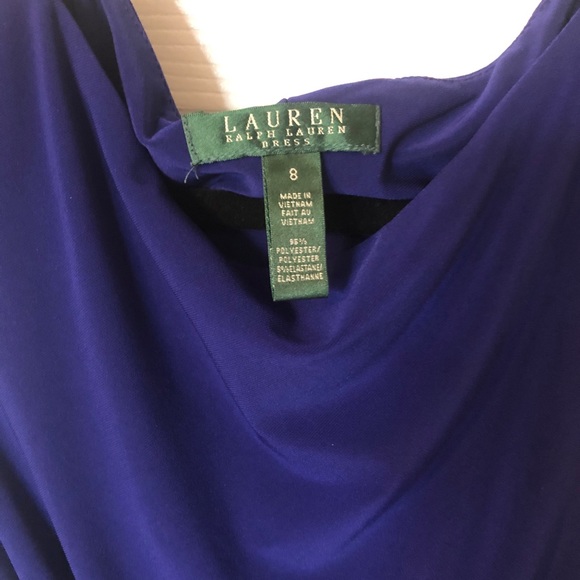 LAUREN
RALPH LAUREN
DRESS
8
MADE IN
VIETNAM
FAIT AU
VIETNAM
95%
POLYESTER/
POLYESTER
5%ELASTANE/
ELASTHANNE